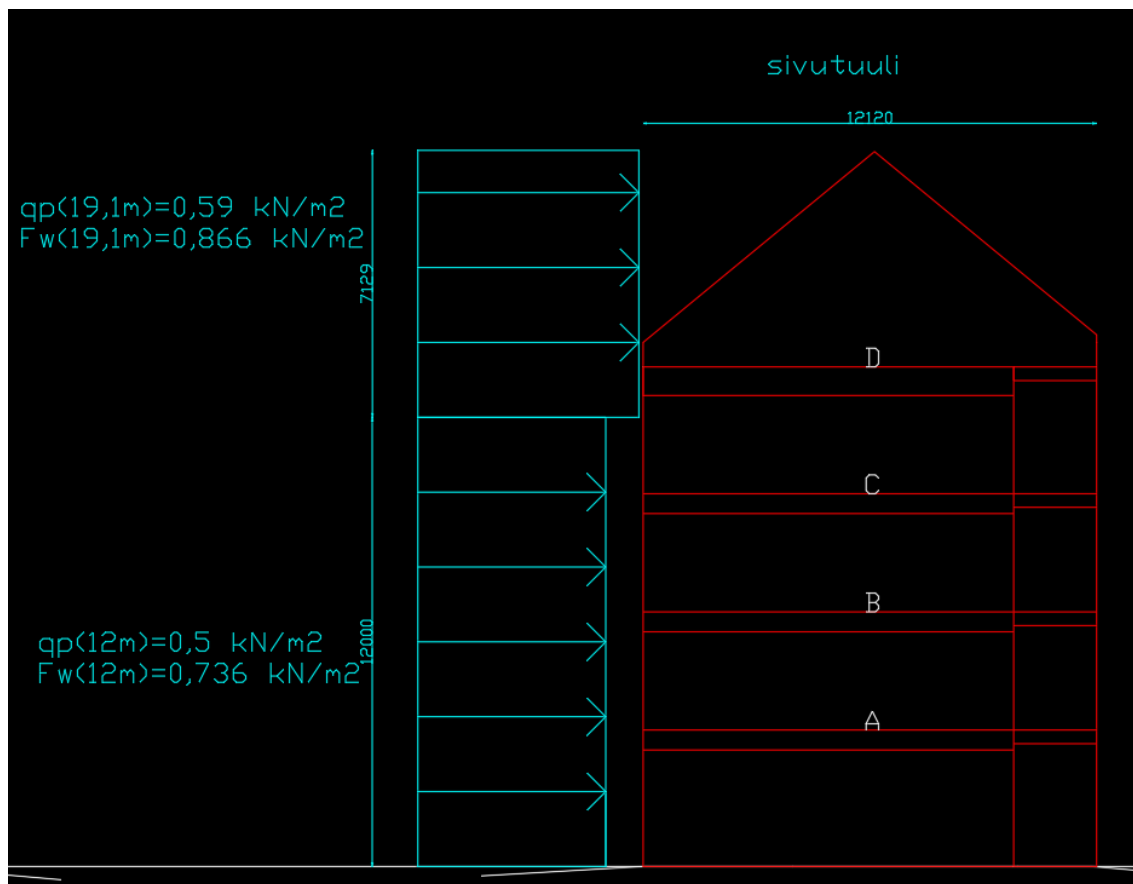 sivutuuli
12120
qp(19,1m)=0,59 kN/m2
Fw(19,1m)=0,866 kN/m2
7129
D
C
B
qp(12m)=0,5 kN/m2
Fw(12m)=0,736 kN/m2
12000
A